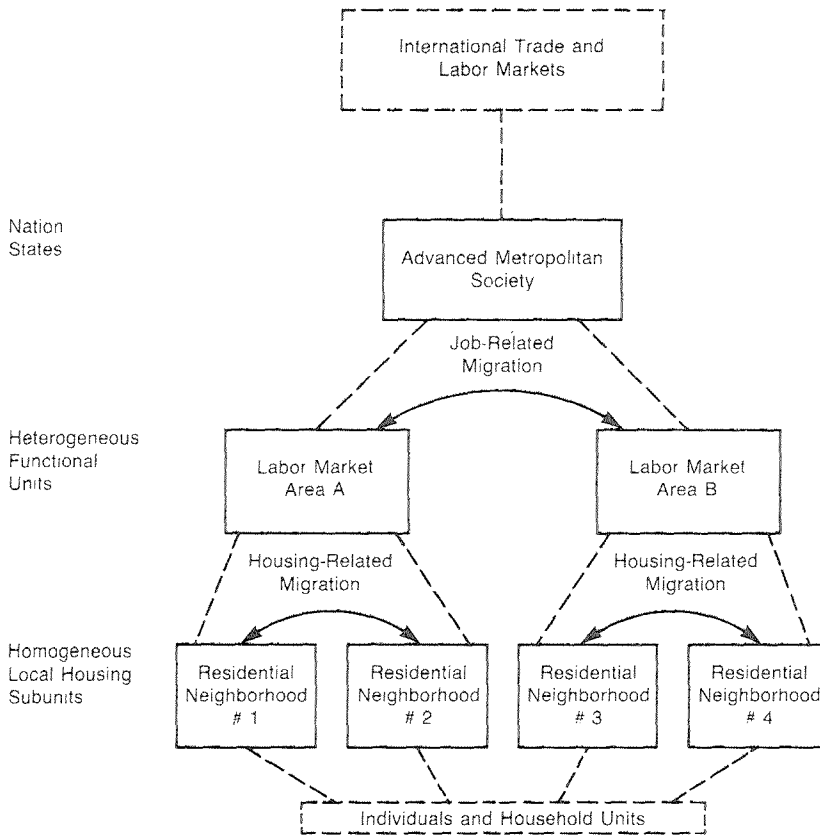 International Trade and
Labor Markets
Nation
States
Advanced Metropolitan
Society
Job-Related
Migration
Heterogeneous
Functional
Units
Labor Market
Area A
Labor Market
Area B
Housing-Related
Migration
Housing-Related
Migration
Homogeneous
Local Housing
Subunits
Residential
Neighborhood
# 1
Residential
Neighborhood
# 2
Residential
Neighborhood
# 3
Residential
Neighborhood
# 4
Individuals and Household Units